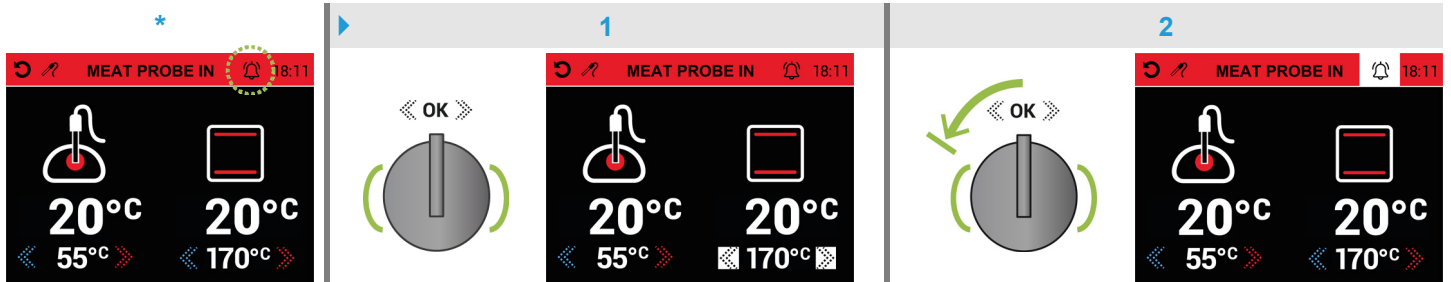 *
1
2
MEAT PROBE IN 18:11
20°C 20°C
55°C 170°C
OK
MEAT PROBE IN 18:11
20°C 20°C
55°C 170°C
OK
MEAT PROBE IN 18:11
20°C 20°C
55°C 170°C